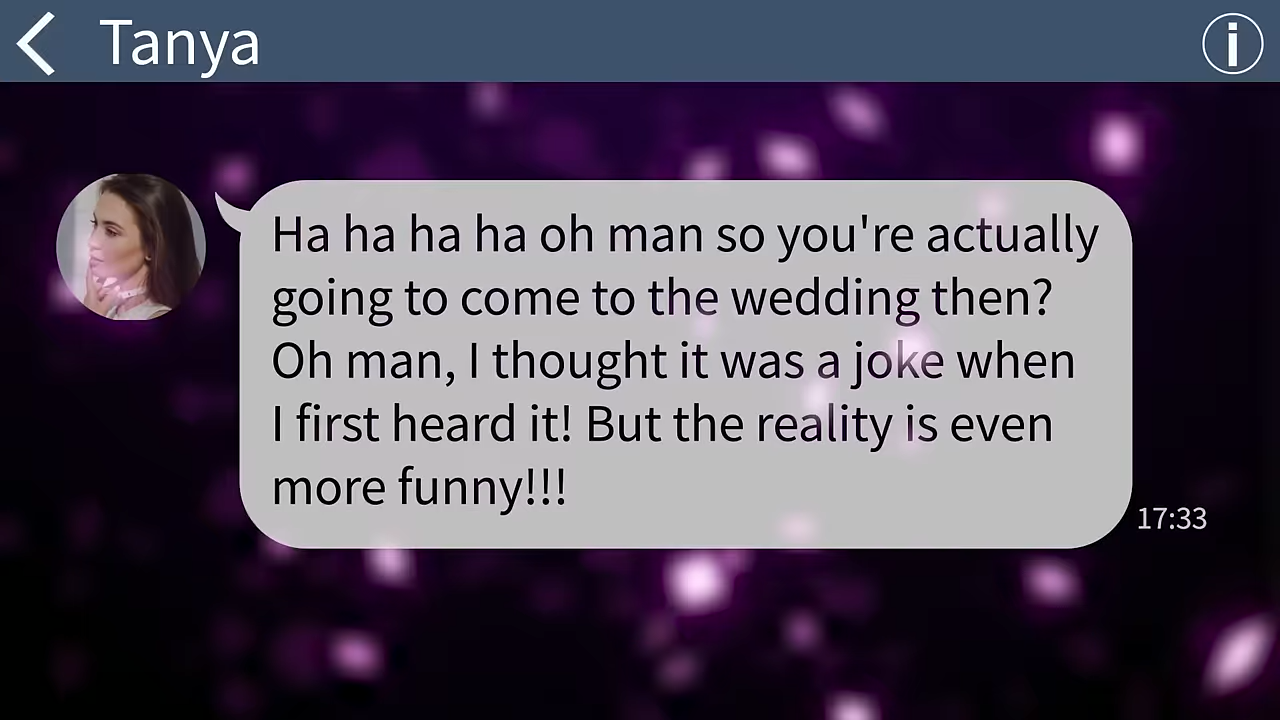 Tanya
Ha ha ha ha oh man so you're actually
going to come to the wedding then?
Oh man, I thought it was a joke when
I first heard it! But the reality is even
more funny!!!
17:33